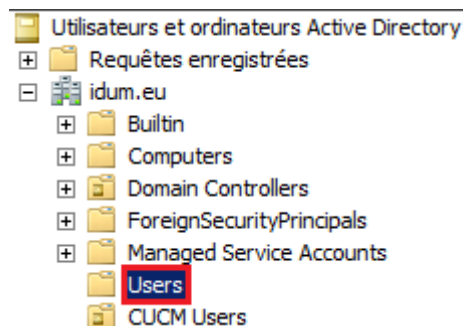 Utilisateurs et ordinateurs Active Directory
Requêtes enregistrées
idum.eu
Builtin
Computers
Domain Controllers
ForeignSecurityPrincipals
Managed Service Accounts
Users
CUCM Users